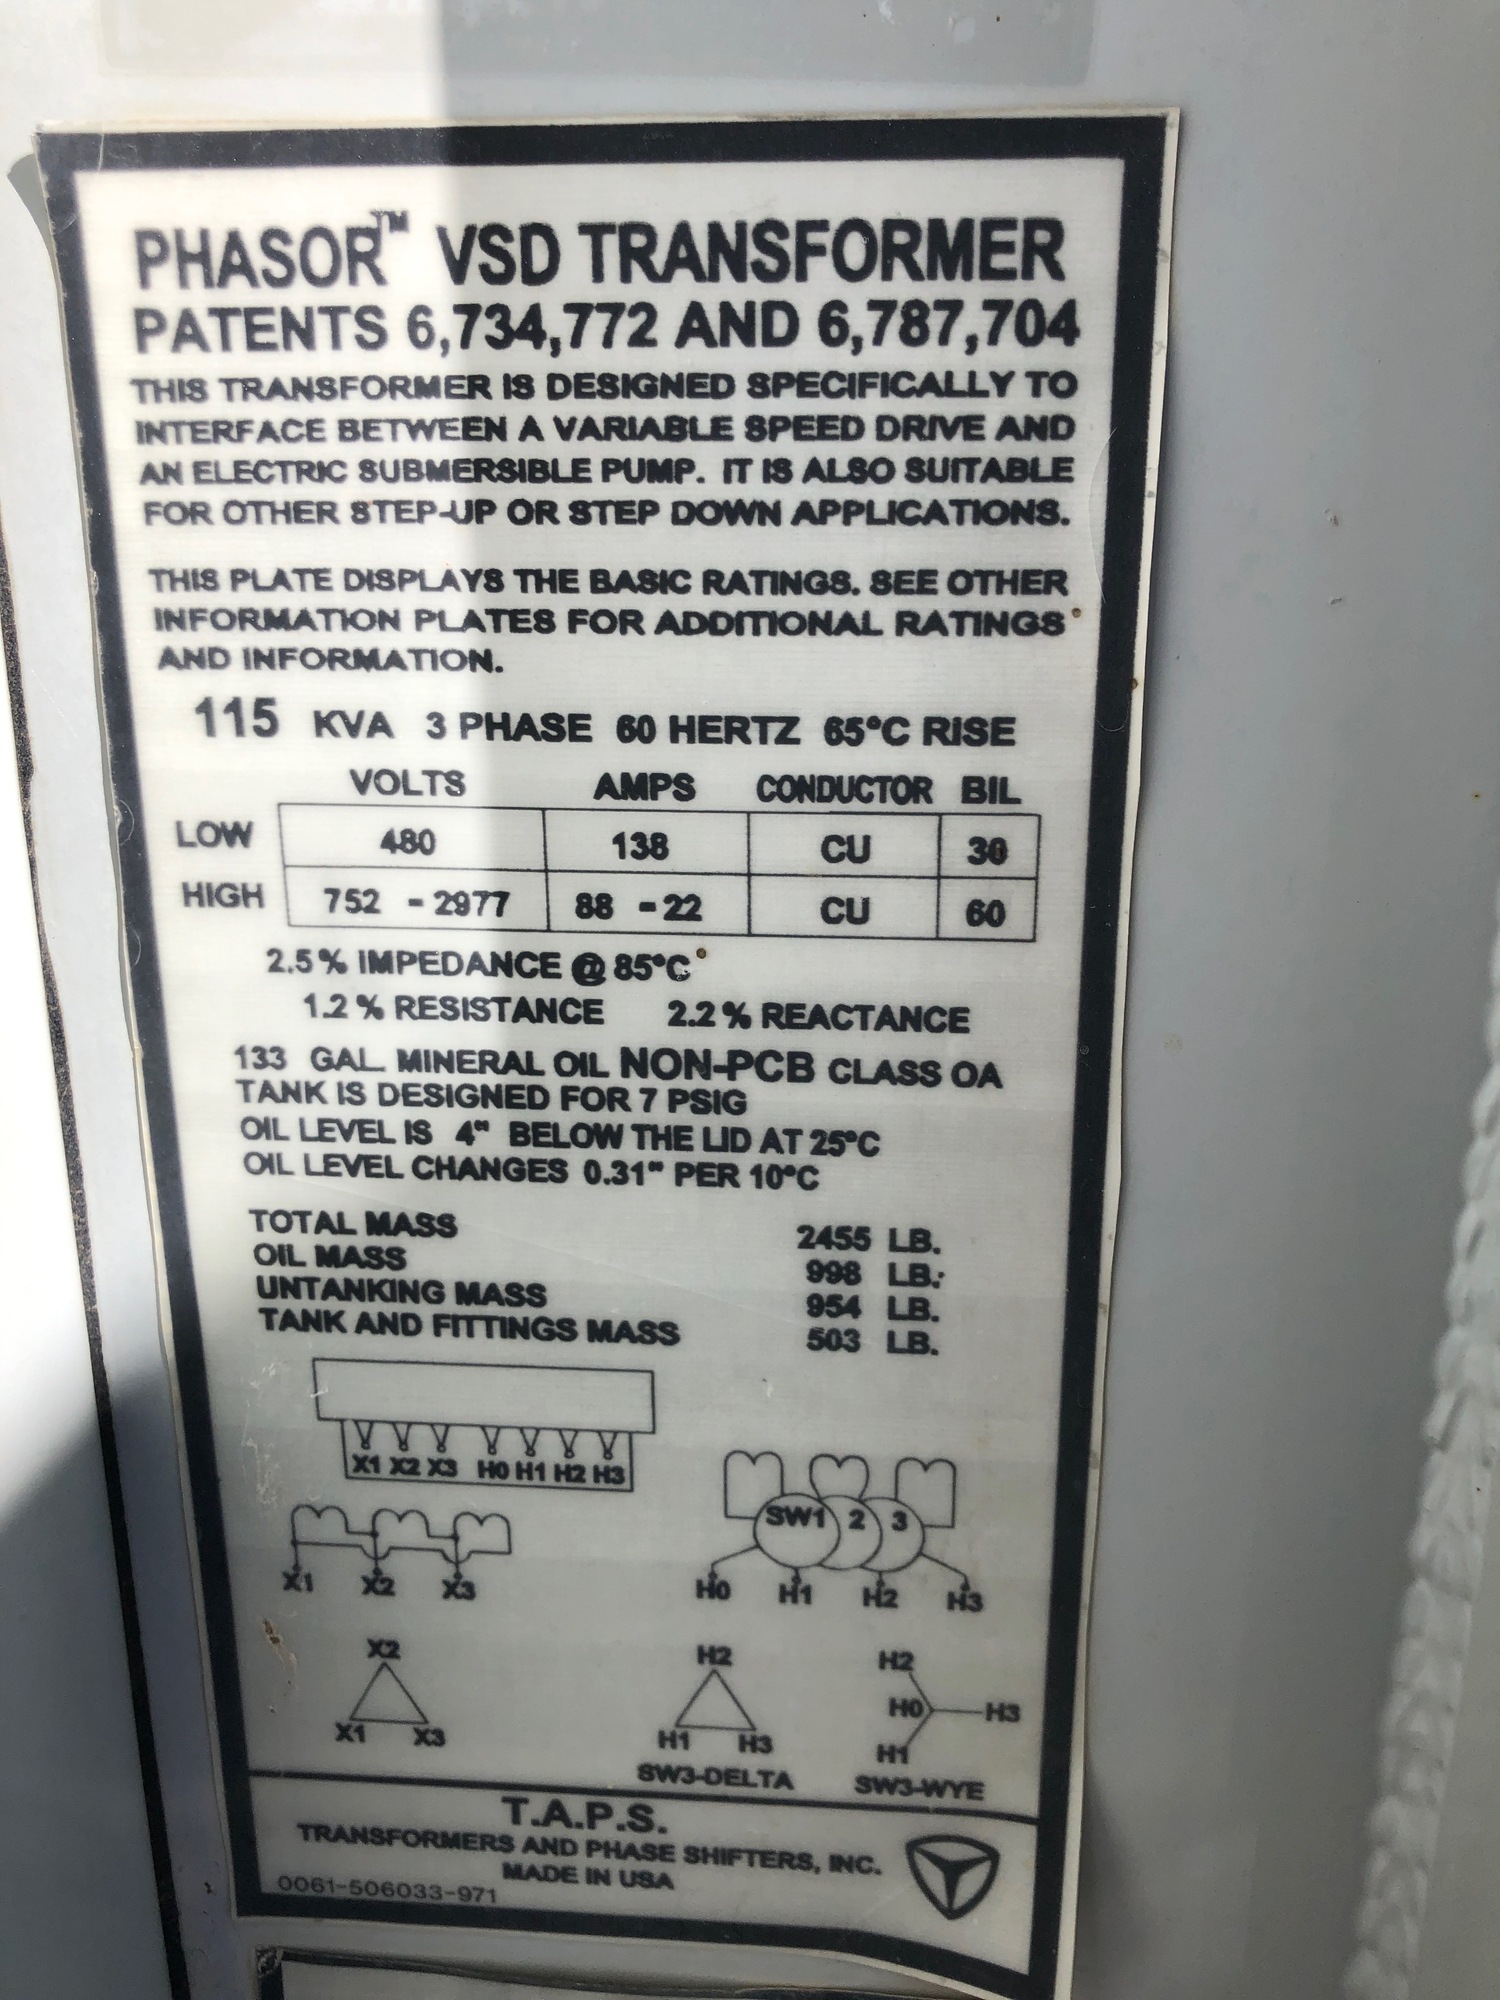 PHASOR™ VSD TRANSFORMER
PATENTS 6,734,772 AND 6,787,704
THIS TRANSFORMER IS DESIGNED SPECIFICALLY TO
INTERFACE BETWEEN A VARIABLE SPEED DRIVE AND
AN ELECTRIC SUBMERSIBLE PUMP. IT IS ALSO SUITABLE
FOR OTHER STEP-UP OR STEP DOWN APPLICATIONS.
THIS PLATE DISPLAYS THE BASIC RATINGS. SEE OTHER
INFORMATION PLATES FOR ADDITIONAL RATINGS
AND INFORMATION.
115 KVA 3 PHASE 60 HERTZ 65°C RISE
VOLTS AMPS CONDUCTOR BIL
LOW 480 138 CU 30
HIGH 752 - 2977 88 - 22 CU 60
2.5% IMPEDANCE @ 85°C
1.2% RESISTANCE 2.2% REACTANCE
133 GAL MINERAL OIL NON-PCB CLASS OA
TANK IS DESIGNED FOR 7 PSIG
OIL LEVEL IS 4" BELOW THE LID AT 25°C
OIL LEVEL CHANGES 0.31" PER 10°C
TOTAL MASS 2455 LB.
OIL MASS 998 LB.
UNTANKING MASS 954 LB.
TANK AND FITTINGS MASS 503 LB.
X1 X2 X3 H0 H1 H2 H3
SW1 2 3
X1 X2 X3 H0 H1 H2 H3
X2 H2 H2
H0 H3
X1 X3 H1 H3 H1
SW3-DELTA SW3-WYE
T.A.P.S.
TRANSFORMERS AND PHASE SHIFTERS, INC.
MADE IN USA
0061-506033-971